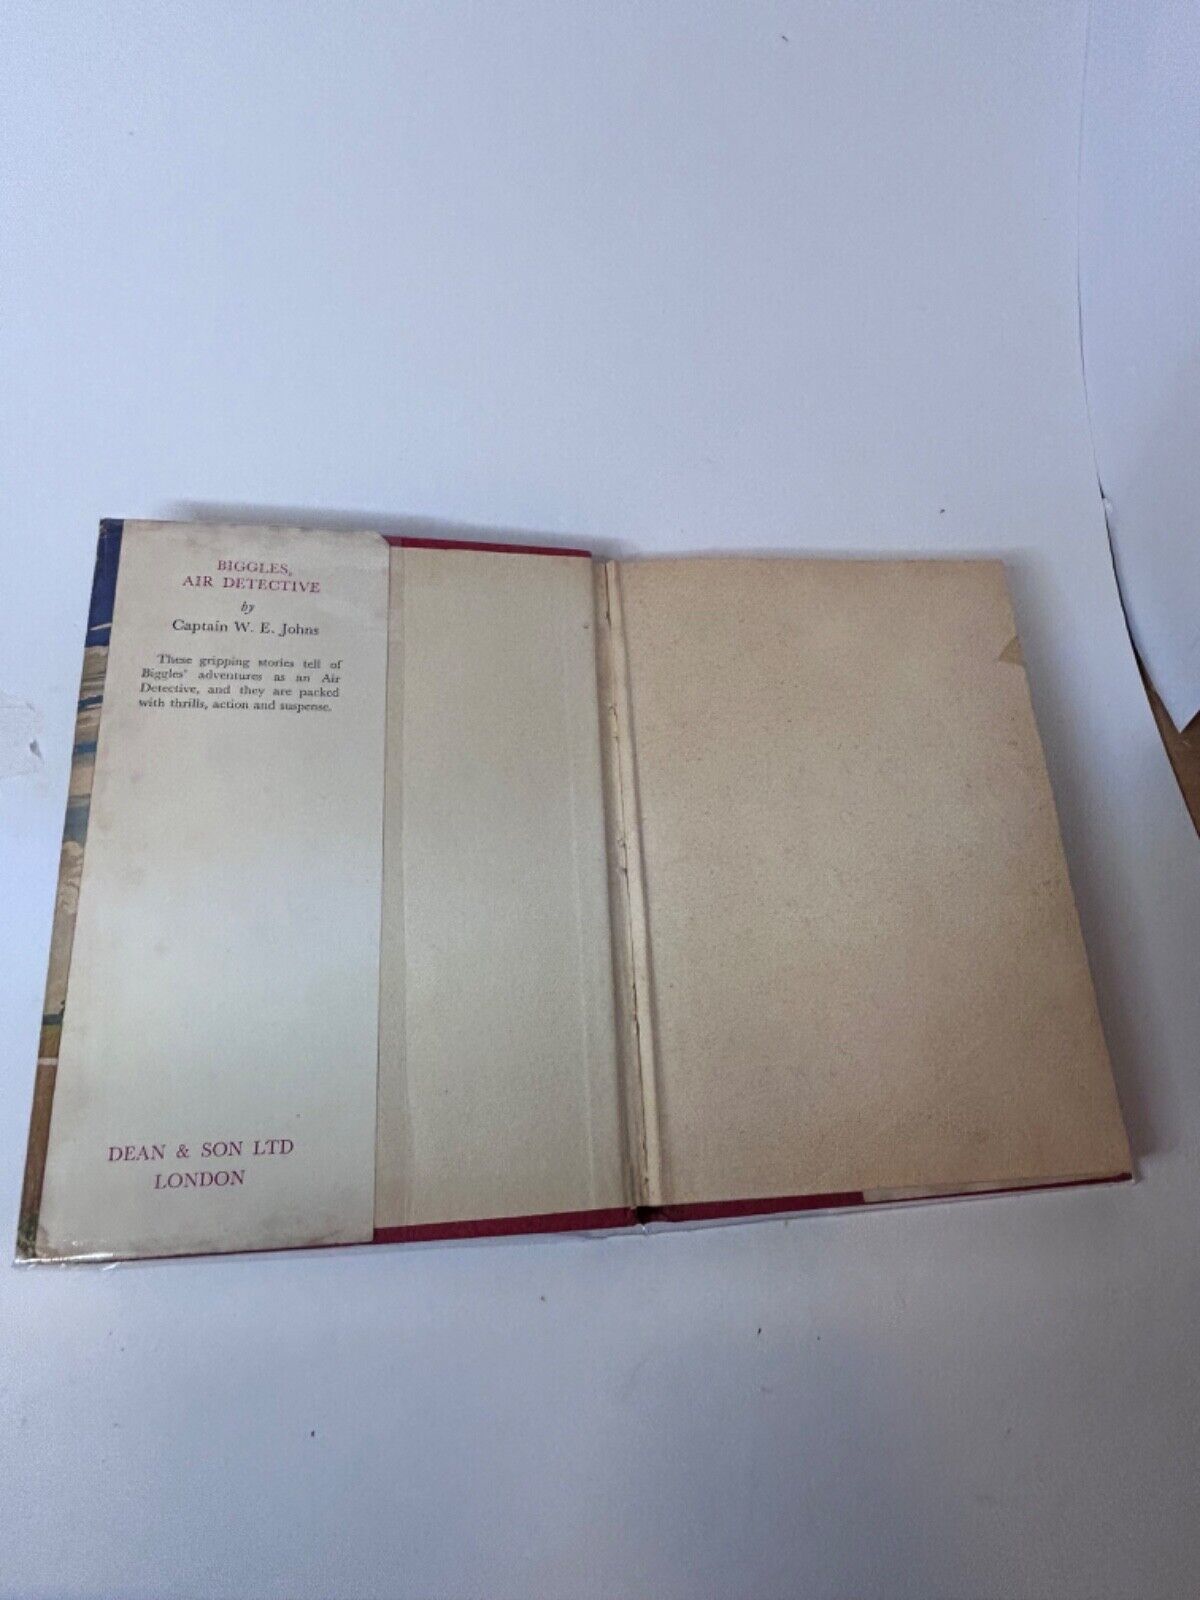 BIGGLES,
AIR DETECTIVE
by
Captain W. E. Johns
These gripping stories tell of
Biggles' adventures as an Air
Detective, and they are packed
with thrills, action and suspense.
DEAN & SON LTD
LONDON